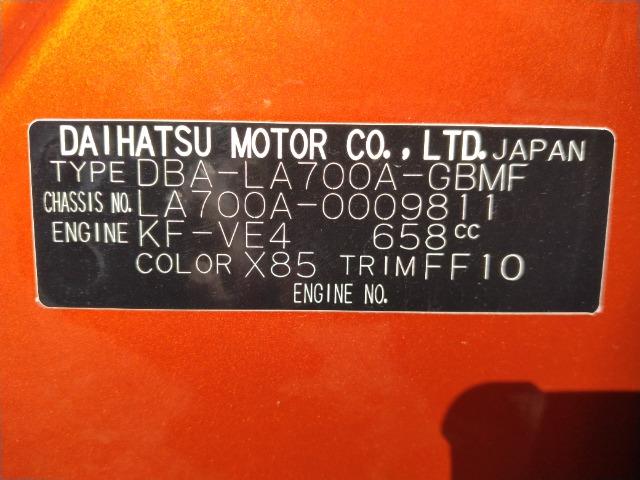 DAIHATSU MOTOR CO., LTD. JAPAN
TYPE DBA-LA700A-GBMF
CHASSIS NO. LA700A-0009811
ENGINE KF-VE4 658cc
COLOR X85 TRIM FF10
ENGINE NO.